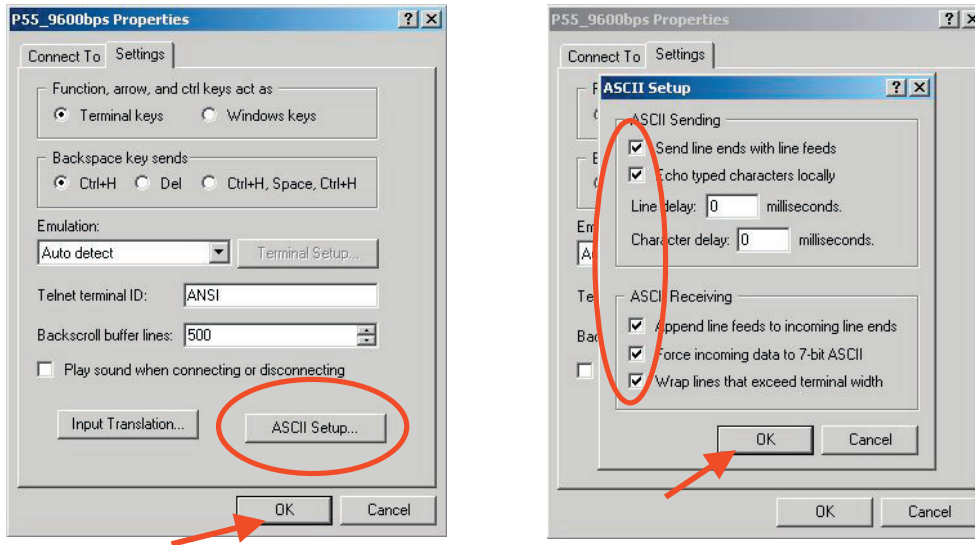 P55_9600bps Properties
Connect To Settings
Function, arrow, and ctrl keys act as
Terminal keys Windows keys
Backspace key sends
Ctrl+H Del Ctrl+H, Space, Ctrl+H
Emulation:
Auto detect Terminal Setup...
Telnet terminal ID: ANSI
Backscroll buffer lines: 500
Play sound when connecting or disconnecting
Input Translation... ASCII Setup...
OK Cancel
P55_9600bps Properties
Connect To Settings
ASCII Setup
ASCII Sending
Send line ends with line feeds
Echo typed characters locally
Line delay: 0 milliseconds.
Character delay: 0 milliseconds.
ASCII Receiving
Append line feeds to incoming line ends
Force incoming data to 7-bit ASCII
Wrap lines that exceed terminal width
OK Cancel
OK Cancel